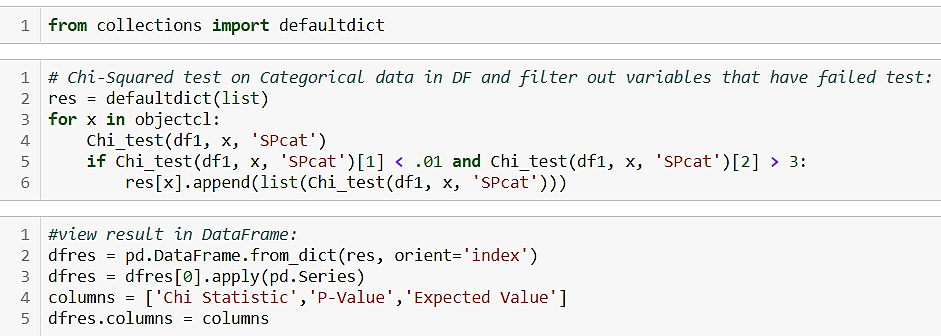 1 from collections import defaultdict
1 # Chi-Squared test on Categorical data in DF and filter out variables that have failed test:
2 res = defaultdict(list)
3 for x in objectcl:
4     Chi_test(df1, x, 'SPcat')
5     if Chi_test(df1, x, 'SPcat')[1] < .01 and Chi_test(df1, x, 'SPcat')[2] > 3:
6         res[x].append(list(Chi_test(df1, x, 'SPcat')))
1 #view result in DataFrame:
2 dfres = pd.DataFrame.from_dict(res, orient='index')
3 dfres = dfres[0].apply(pd.Series)
4 columns = ['Chi Statistic','P-Value','Expected Value']
5 dfres.columns = columns